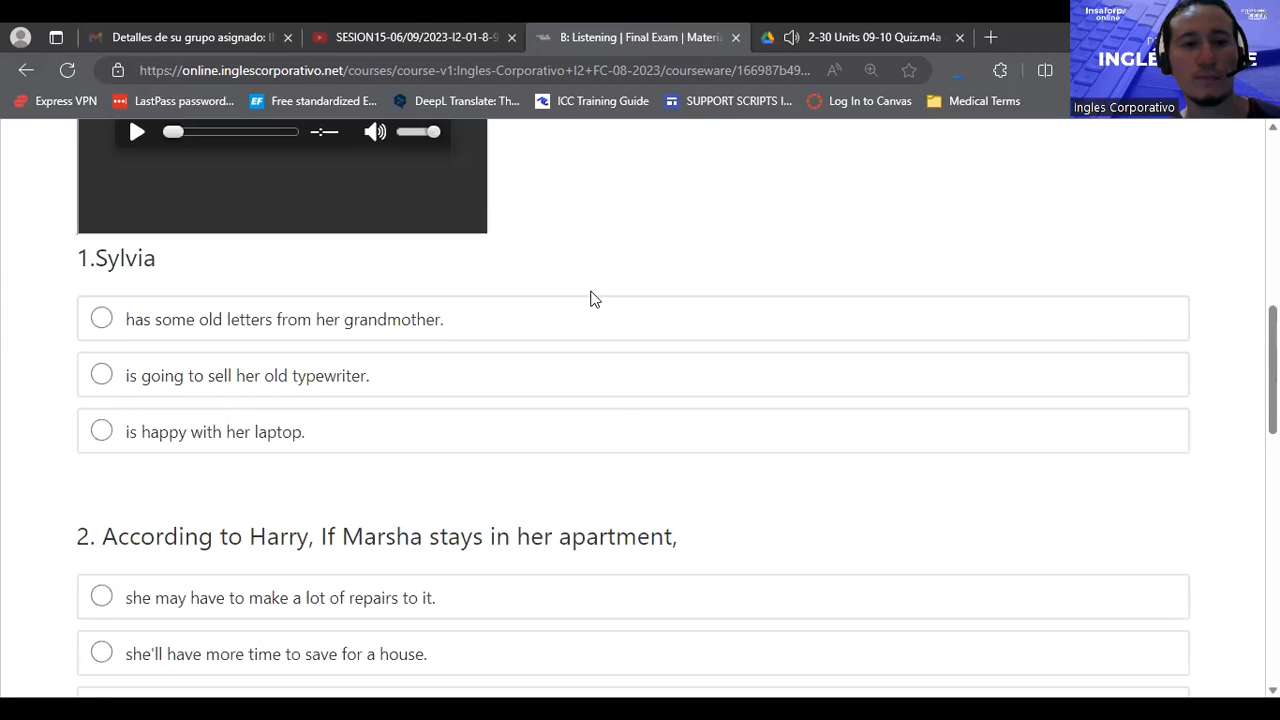 Detalles de su grupo asignado: I
SESION15-06/09/2023-I2-01-8-9
B: Listening | Final Exam | Materi
2-30 Units 09-10 Quiz.m4a
https://online.inglescorporativo.net/courses/course-v1:Ingles-Corporativo+I2+FC-08-2023/courseware/166987b49...
Express VPN
LastPass password...
Free standardized E...
DeepL Translate: Th...
ICC Training Guide
SUPPORT SCRIPTS I...
Log In to Canvas
Medical Terms
Insaforp
online
INGLÉ
E
Ingles Corporativo
1.Sylvia
has some old letters from her grandmother.
is going to sell her old typewriter.
is happy with her laptop.
2. According to Harry, If Marsha stays in her apartment,
she may have to make a lot of repairs to it.
she'll have more time to save for a house.